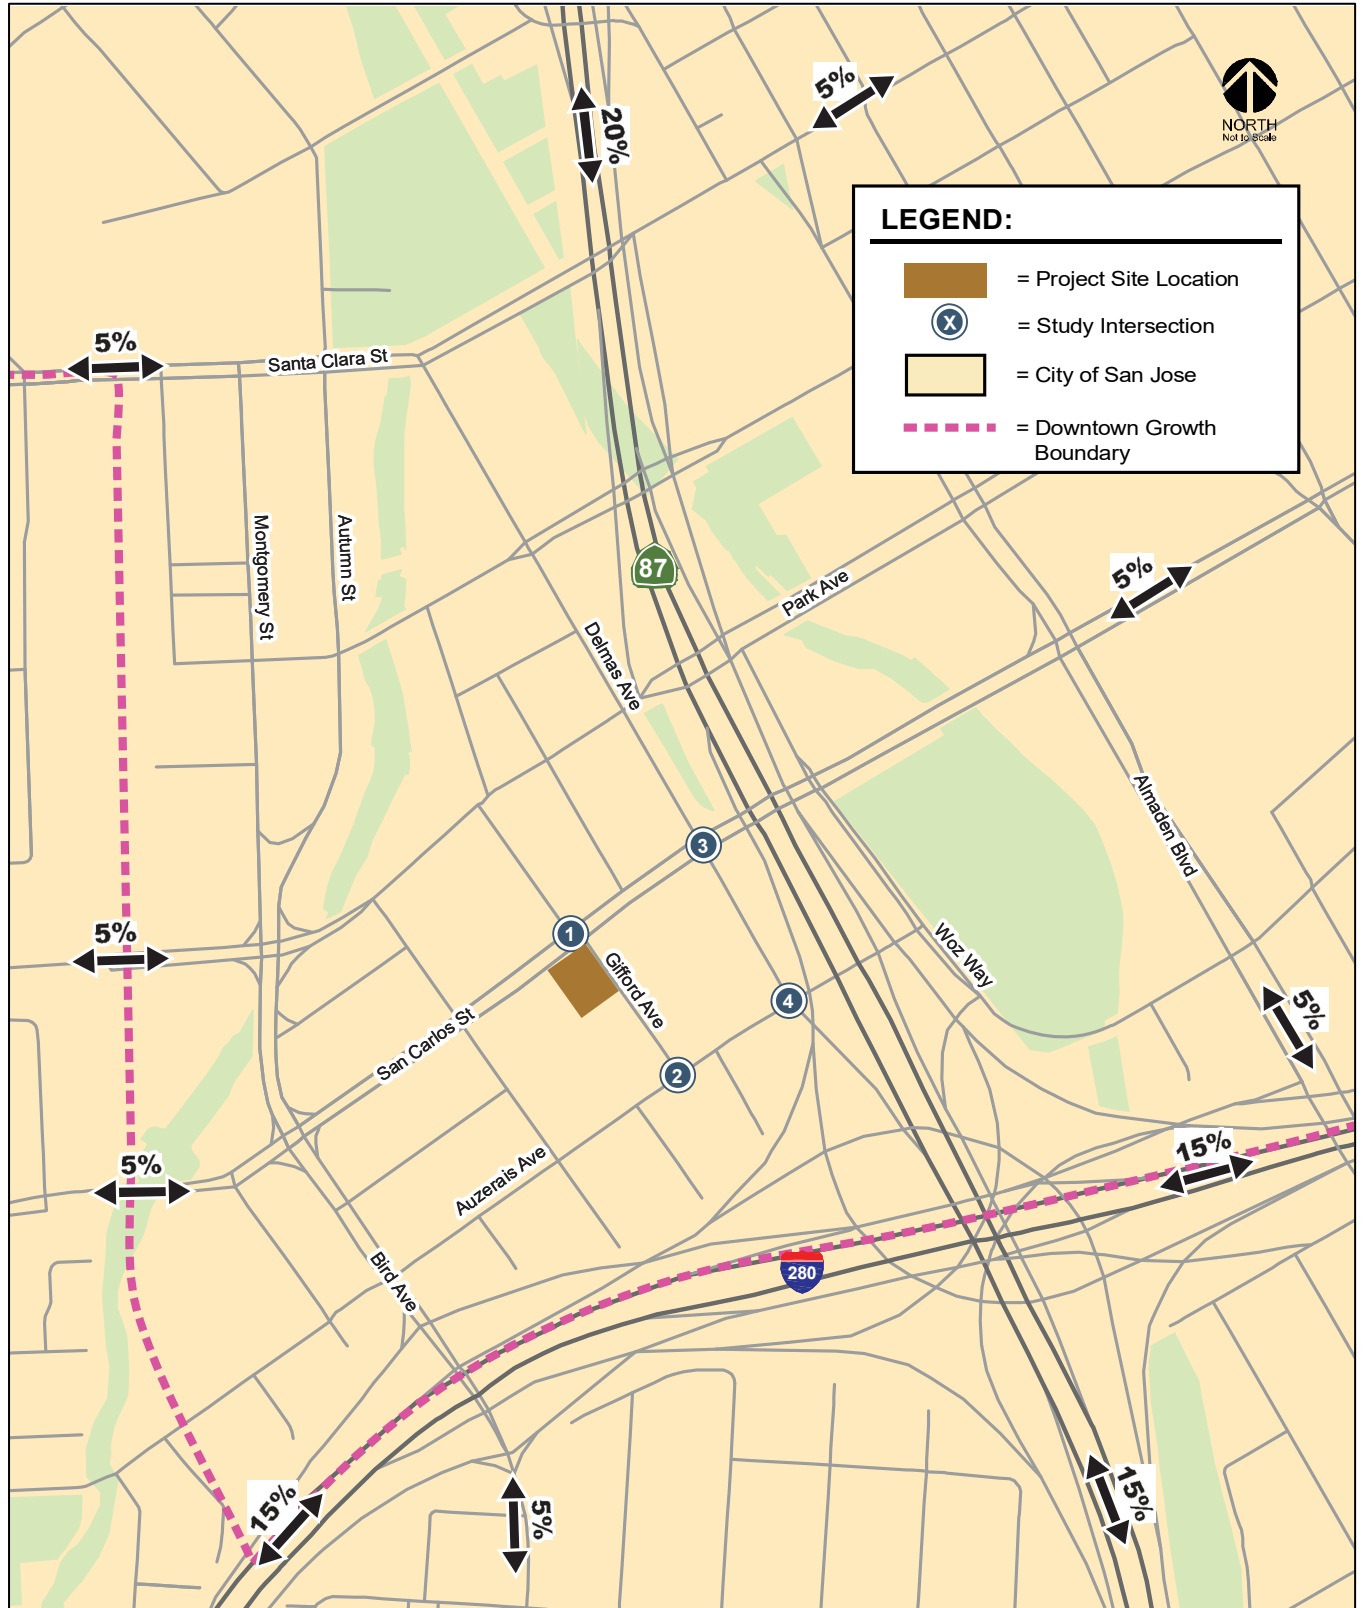 5%
20%
NORTH
Not to Scale
LEGEND:
= Project Site Location
X
= Study Intersection
= City of San Jose
= Downtown Growth
Boundary
5%
Santa Clara St
Montgomery St
Autumn St
87
5%
Park Ave
Delmas Ave
Almaden Blvd
3
5%
1
Gifford Ave
Woz Way
4
5%
San Carlos St
2
5%
15%
Auzerais Ave
Bird Ave
280
15%
5%
15%